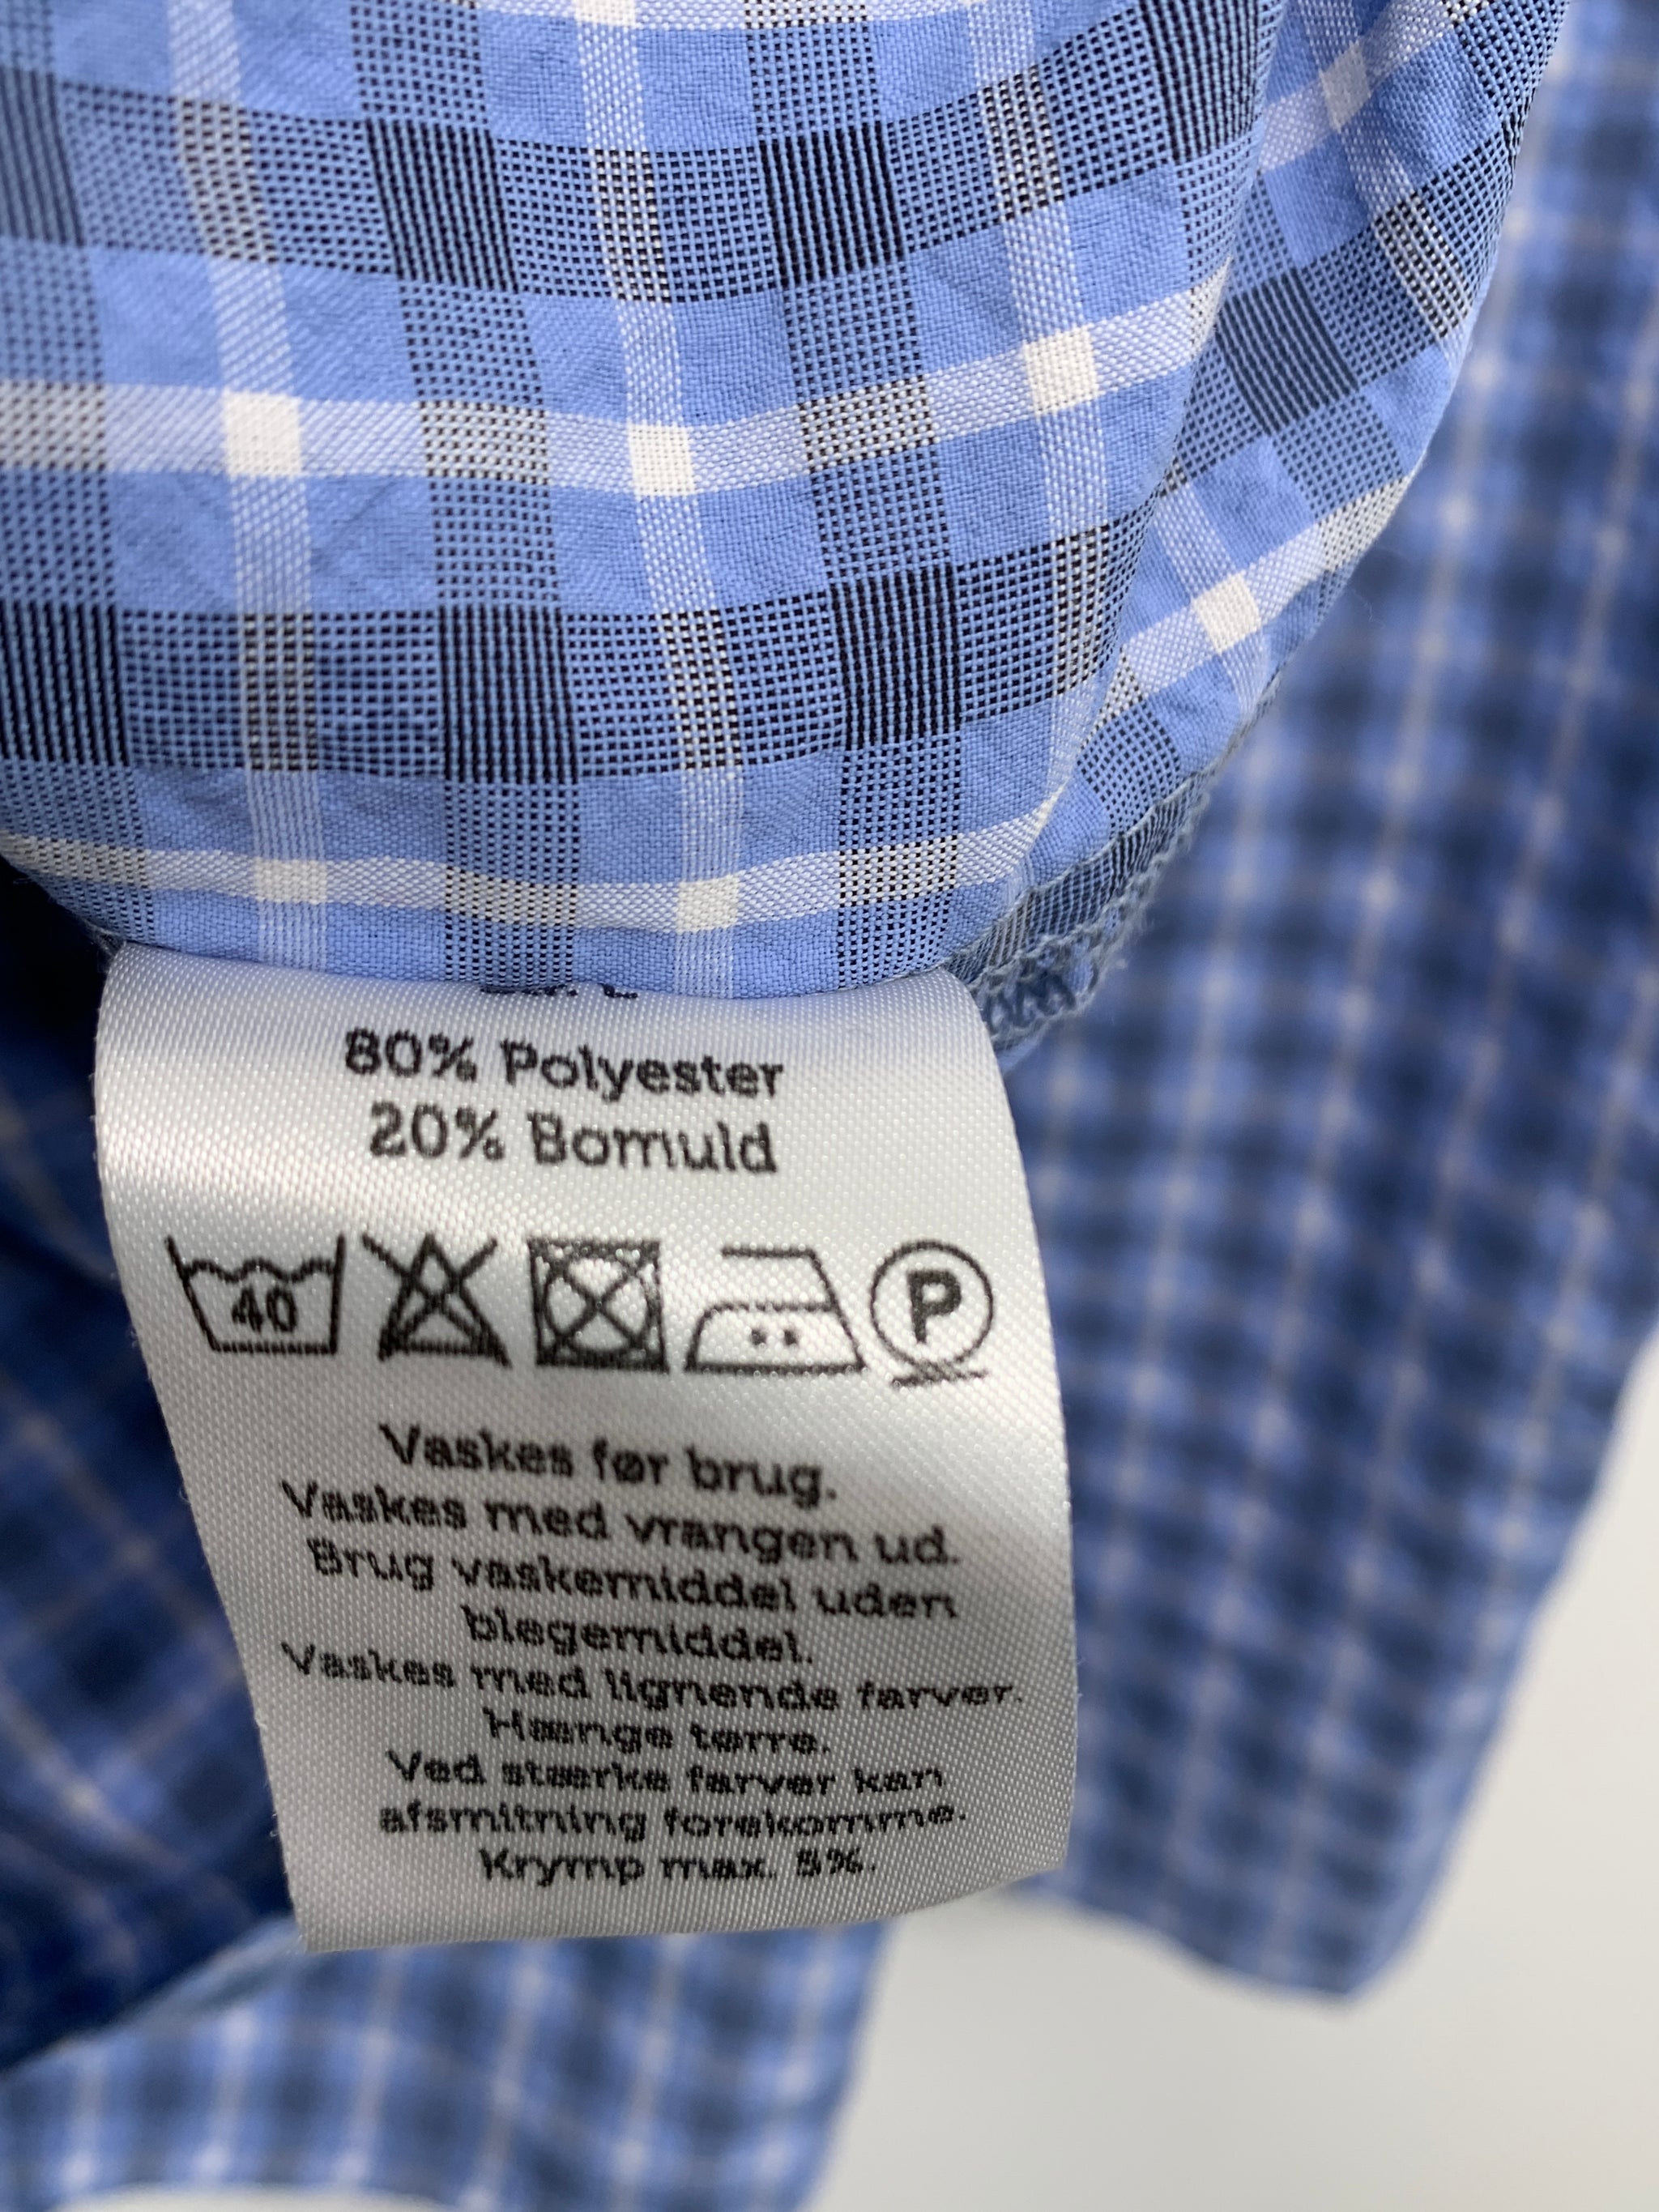 80% Polyester
20% Bomuld
40 P
Vaskes før brug.
Vaskes med vrangen ud.
Brug vaskemiddel uden
blegemiddel.
Vaskes med lignende farver.
Hænge tørre.
Ved stærke farver kan
afsmitning forekomme.
Krymp max. 5%.